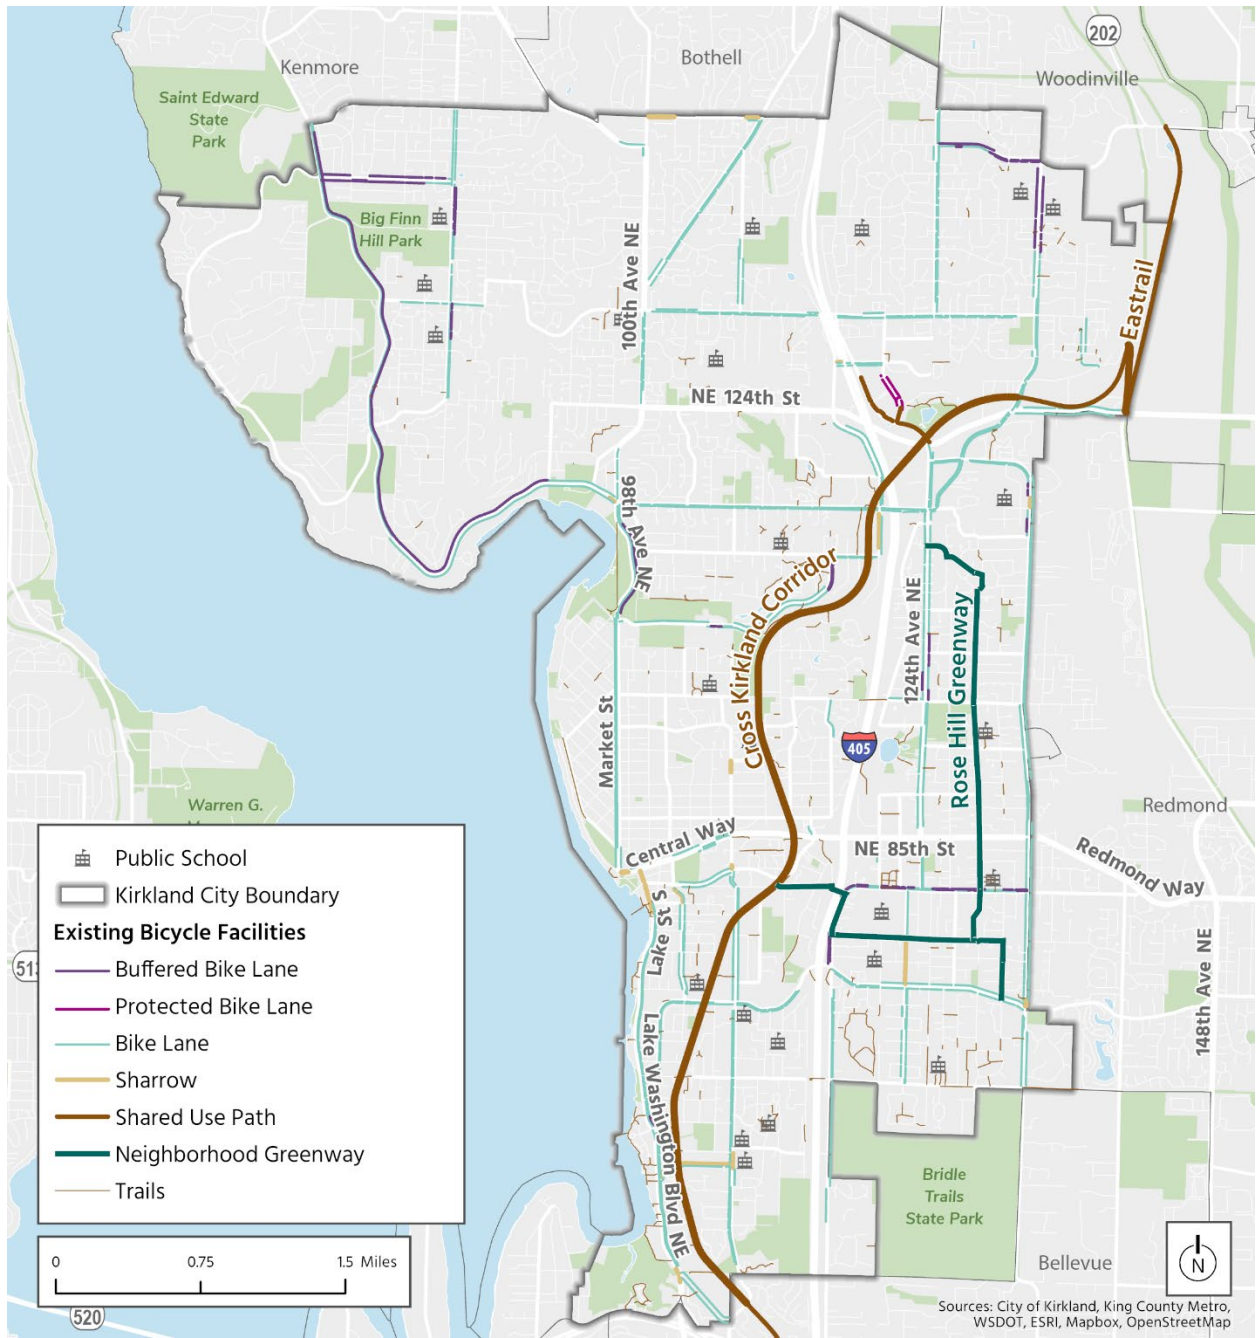 Kenmore
Bothell
202
Woodinville
Saint Edward
State
Park
Big Finn
Hill Park
100th Ave NE
Eastrail
NE 124th St
98th Ave NE
Cross Kirkland Corridor
124th Ave NE
Rose Hill Greenway
Market St
405
Warren G.
Redmond
Central Way
NE 85th St
Redmond Way
Lake St S
148th Ave NE
Lake Washington Blvd NE
Bridle
Trails
State Park
Bellevue
513
520
Public School
Kirkland City Boundary
Existing Bicycle Facilities
Buffered Bike Lane
Protected Bike Lane
Bike Lane
Sharrow
Shared Use Path
Neighborhood Greenway
Trails
0 0.75 1.5 Miles
N
Sources: City of Kirkland, King County Metro,
WSDOT, ESRI, Mapbox, OpenStreetMap